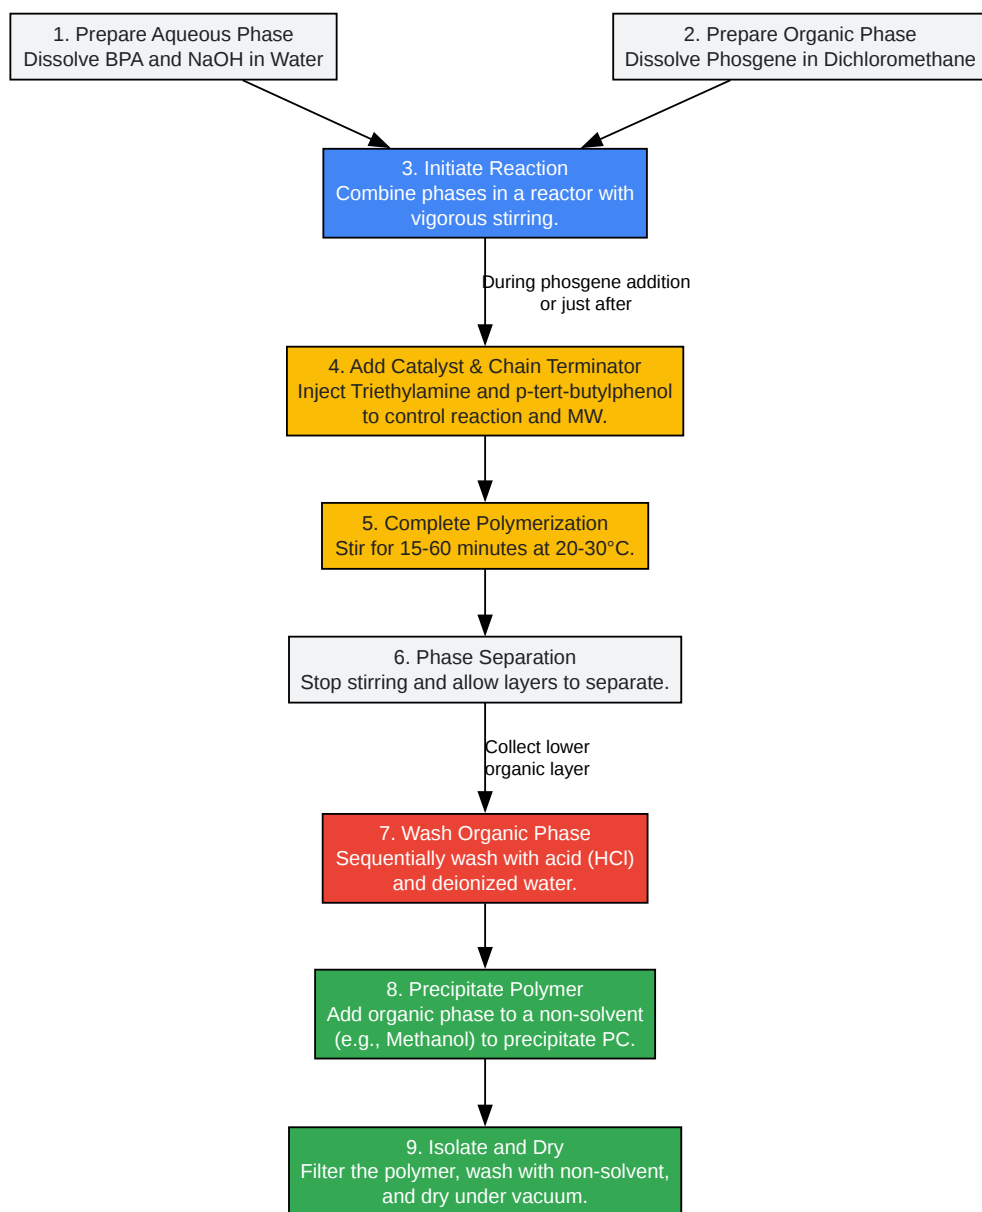 1. Prepare Aqueous Phase
Dissolve BPA and NaOH in Water
2. Prepare Organic Phase
Dissolve Phosgene in Dichloromethane
3. Initiate Reaction
Combine phases in a reactor with
vigorous stirring.
During phosgene addition
or just after
4. Add Catalyst & Chain Terminator
Inject Triethylamine and p-tert-butylphenol
to control reaction and MW.
5. Complete Polymerization
Stir for 15-60 minutes at 20-30°C.
6. Phase Separation
Stop stirring and allow layers to separate.
Collect lower
organic layer
7. Wash Organic Phase
Sequentially wash with acid (HCl)
and deionized water.
8. Precipitate Polymer
Add organic phase to a non-solvent
(e.g., Methanol) to precipitate PC.
9. Isolate and Dry
Filter the polymer, wash with non-solvent,
and dry under vacuum.